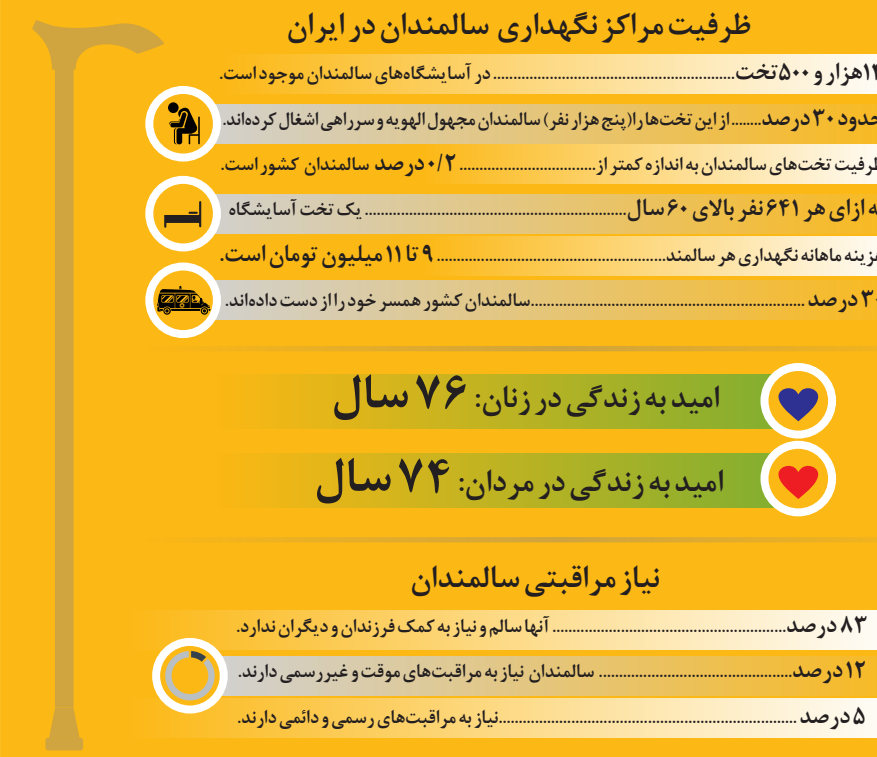 ظرفیت مراکز نگهداری سالمندان در ایران
۱۲هزار و ۵۰۰تخت........در آسایشگاه‌های سالمندان موجود است.
حدود ۳۰ درصد........از این تخت‌ها را(پنج هزار نفر) سالمندان مجهول الهویه و سرراهی اشغال کرده‌اند.
ظرفیت تخت‌های سالمندان به اندازه کمتر از........۰/۲ درصد سالمندان کشور است.
به ازای هر ۶۴۱ نفر بالای ۶۰ سال........یک تخت آسایشگاه
هزینه ماهانه نگهداری هر سالمند........۹ تا ۱۱ میلیون تومان است.
۳۰ درصد........سالمندان کشور همسر خود را از دست داده‌اند.
امید به زندگی در زنان: ۷۶ سال
امید به زندگی در مردان: ۷۴ سال
نیاز مراقبتی سالمندان
۸۳ درصد........آنها سالم و نیاز به کمک فرزندان و دیگران ندارد.
۱۲ درصد........سالمندان نیاز به مراقبت‌های موقت و غیررسمی دارند.
۵ درصد........نیاز به مراقبت‌های رسمی و دائمی دارند.